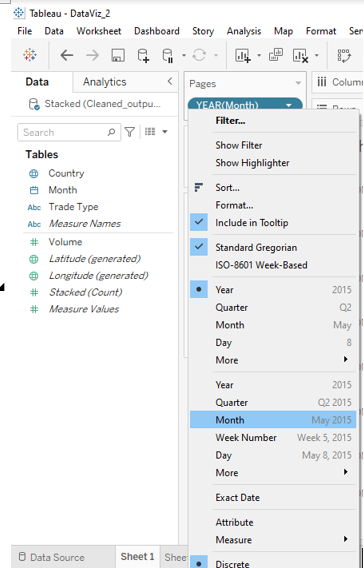 Tableau - DataViz_2
File Data Worksheet Dashboard Story Analysis Map Format Serv
Data Analytics
Pages
Colum
Stacked (Cleaned_outpu...
YEAR(Month)
Search
Tables
Country
Month
Abc Trade Type
Abc Measure Names
# Volume
Latitude (generated)
Longitude (generated)
# Stacked (Count)
# Measure Values
Filter...
Show Filter
Show Highlighter
Sort...
Format...
Include in Tooltip
Standard Gregorian
ISO-8601 Week-Based
Year 2015
Quarter Q2
Month May
Day 8
More
Year 2015
Quarter Q2 2015
Month May 2015
Week Number Week 5, 2015
Day May 8, 2015
More
Exact Date
Attribute
Measure
Discrete
Data Source Sheet 1 Sheet